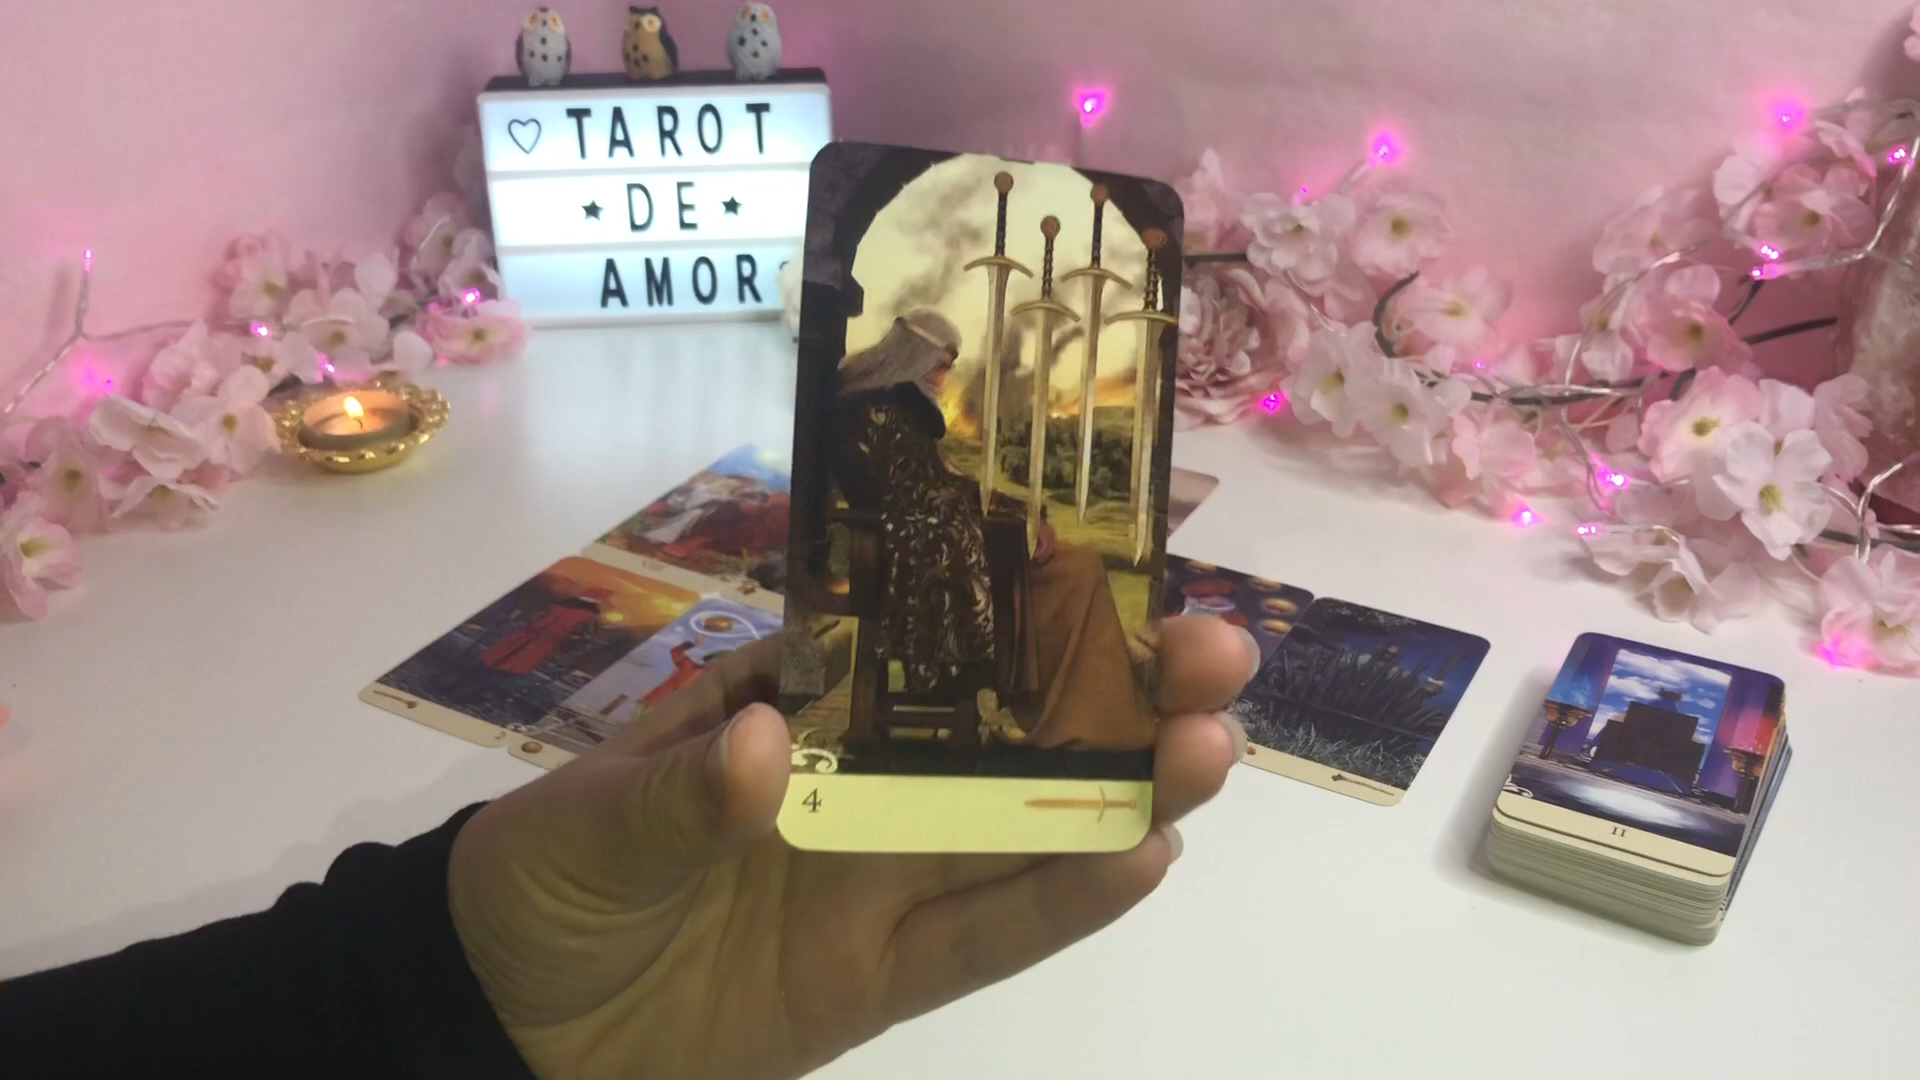 ♡ TAROT
★ DE ★
AMOR
4
II